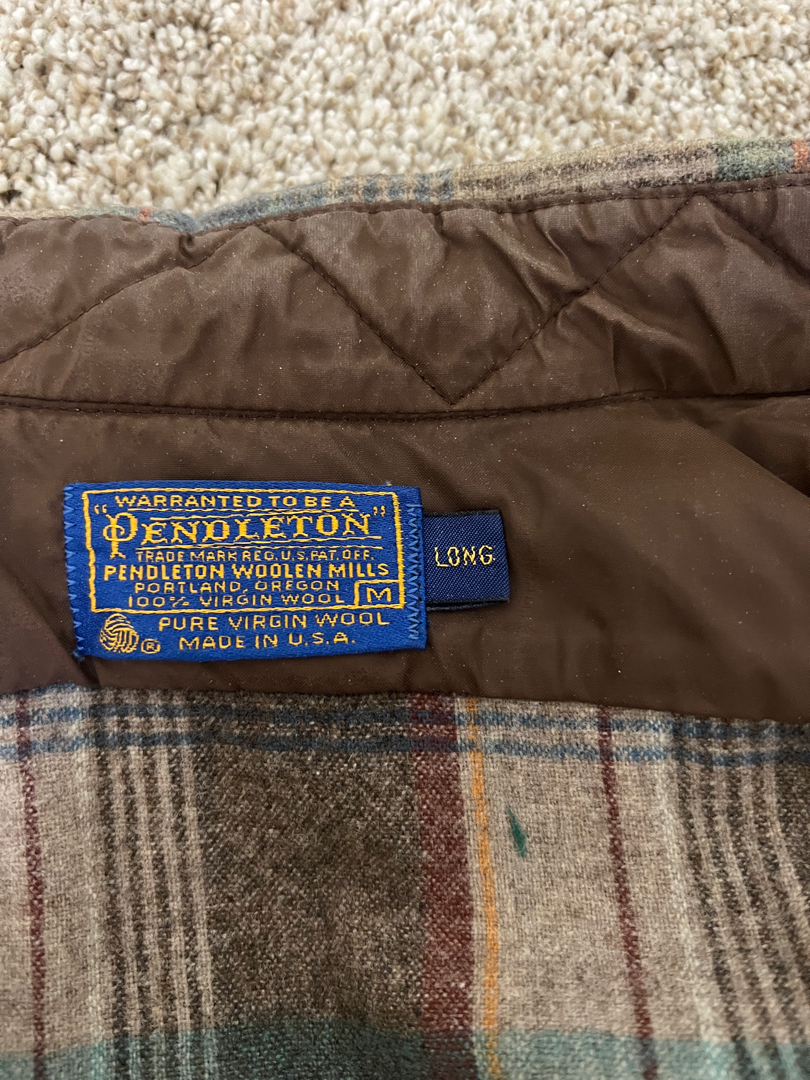 WARRANTED TO BE A
"PENDLETON"
TRADE MARK REG. U.S. PAT. OFF.
PENDLETON WOOLEN MILLS
PORTLAND, OREGON
100% VIRGIN WOOL M
PURE VIRGIN WOOL
® MADE IN U.S.A.
LONG